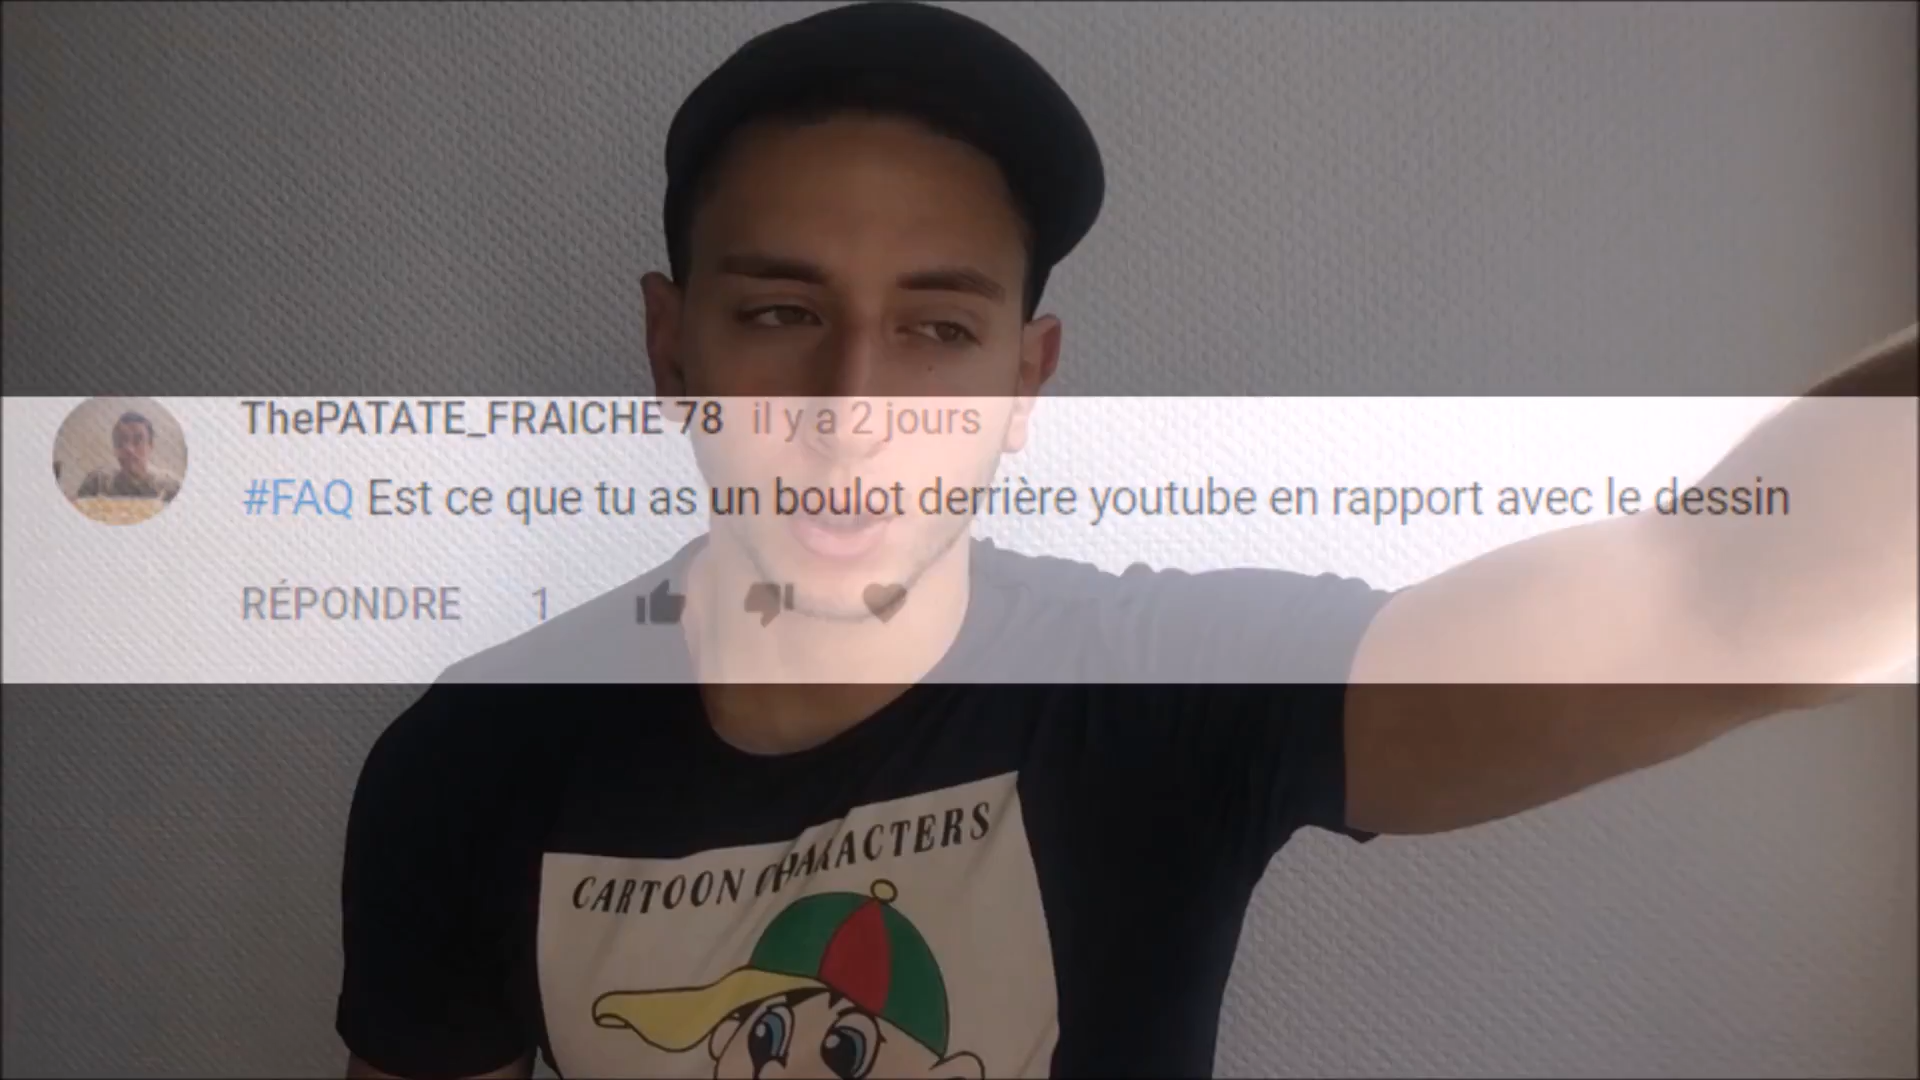 ThePATATE_FRAICHE 78 il y a 2 jours
#FAQ Est ce que tu as un boulot derrière youtube en rapport avec le dessin
RÉPONDRE 1
CARTOON CHARACTERS